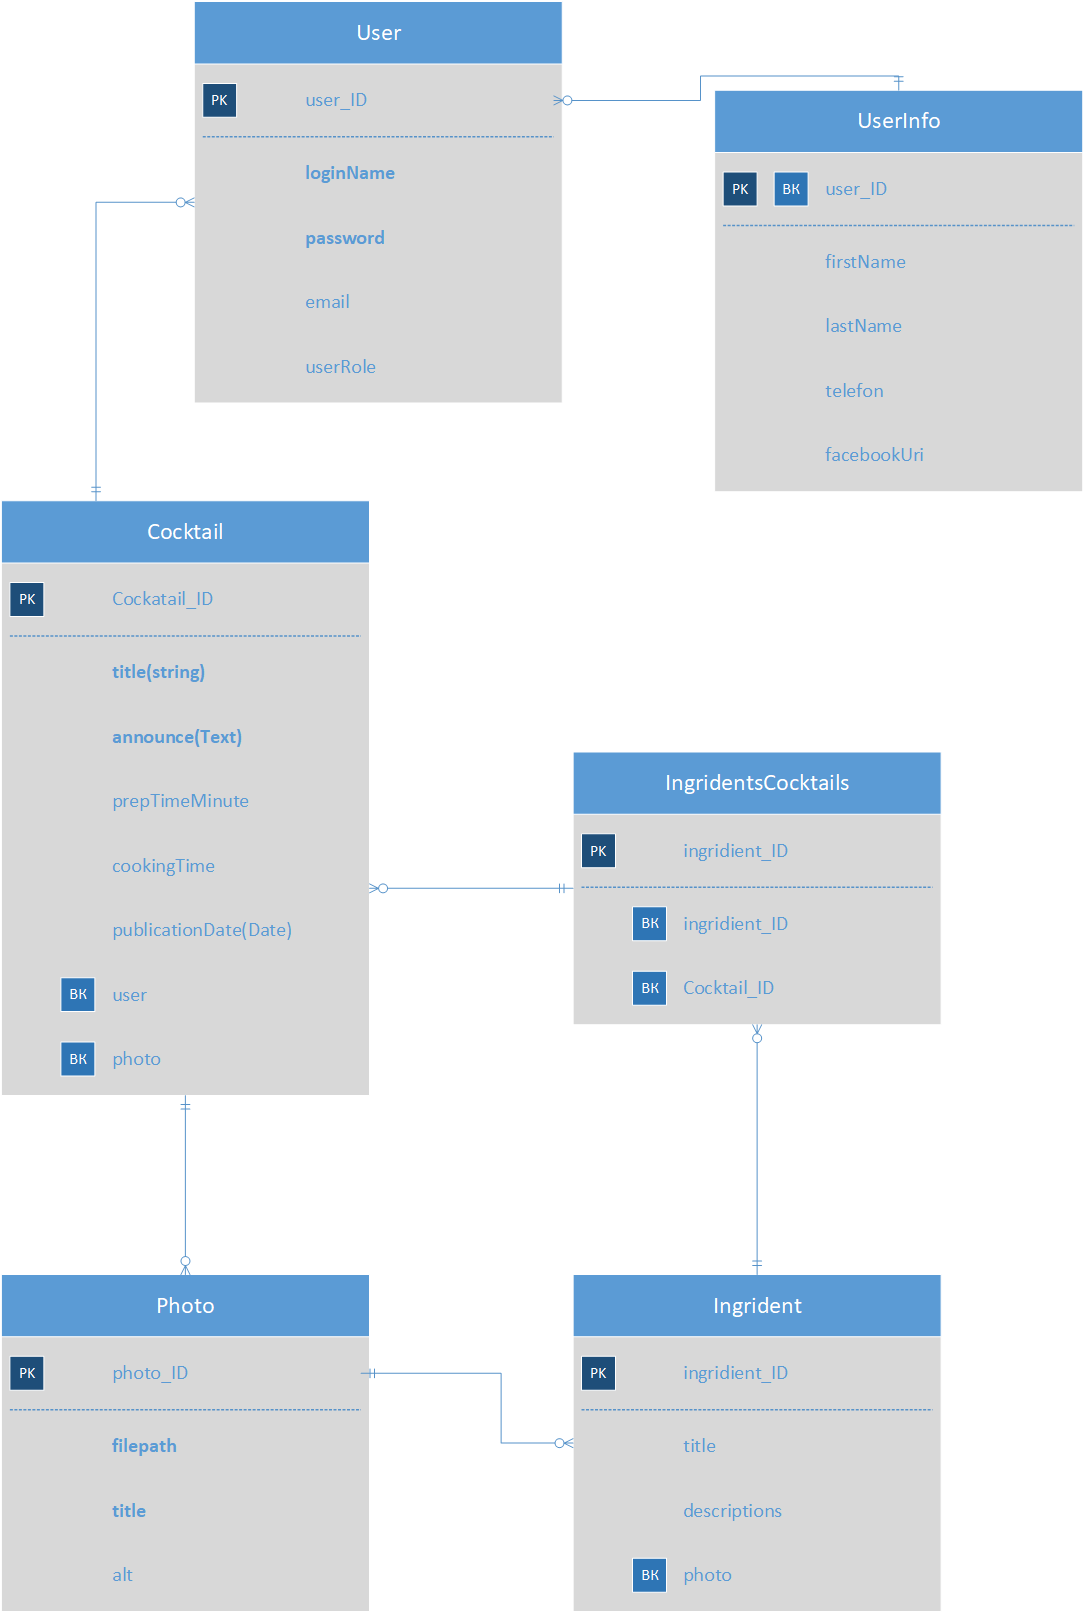 User
PK user_ID
loginName
password
email
userRole
UserInfo
PK BK user_ID
firstName
lastName
telefon
facebookUri
Cocktail
PK Cockatail_ID
title(string)
announce(Text)
prepTimeMinute
cookingTime
publicationDate(Date)
BK user
BK photo
IngridentsCocktails
PK ingridient_ID
BK ingridient_ID
BK Cocktail_ID
Photo
PK photo_ID
filepath
title
alt
Ingrident
PK ingridient_ID
title
descriptions
BK photo